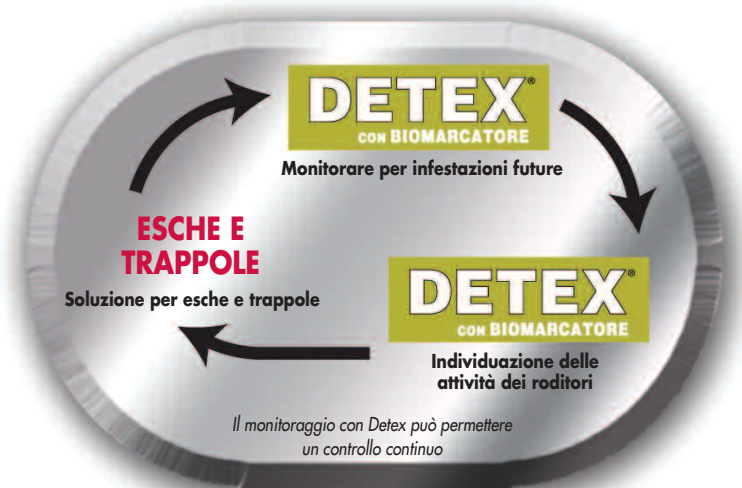 DETEX®
CON BIOMARCATORE
Monitorare per infestazioni future
ESCHE E
TRAPPOLE
Soluzione per esche e trappole
DETEX®
CON BIOMARCATORE
Individuazione delle
attività dei roditori
Il monitoraggio con Detex può permettere
un controllo continuo